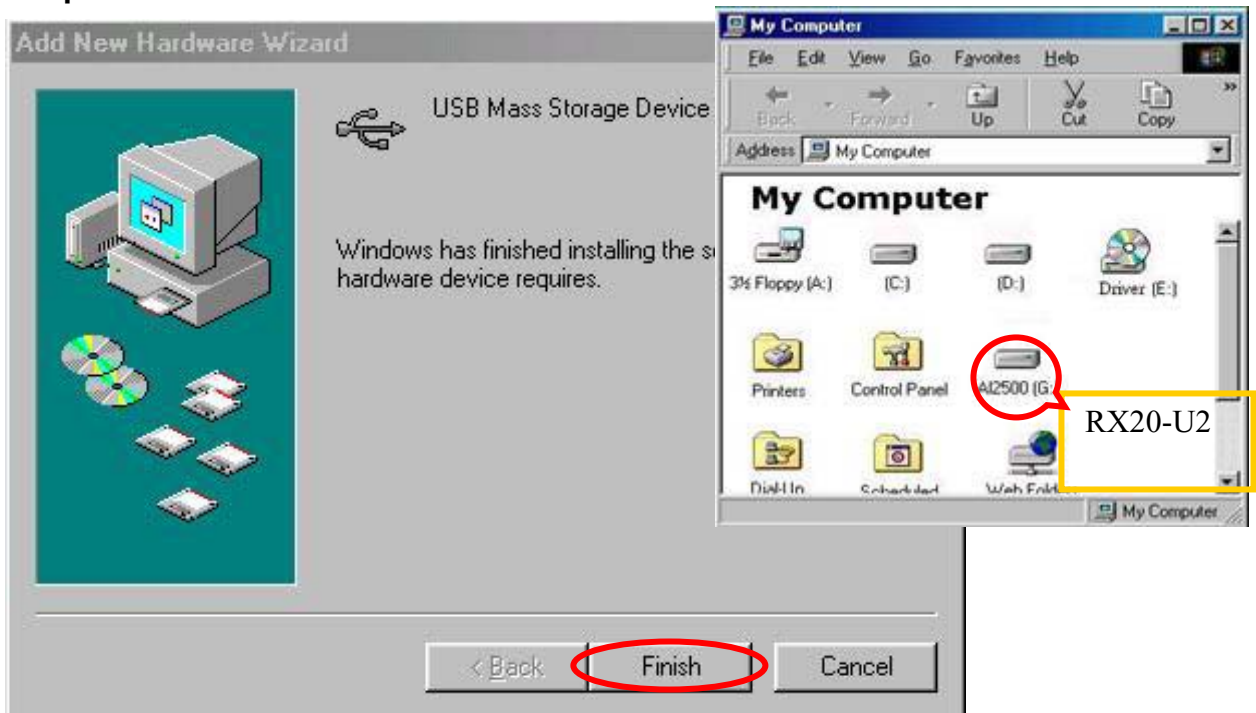 Add New Hardware Wizard
USB Mass Storage Device
Windows has finished installing the
hardware device requires.
< Back
Finish
Cancel
My Computer
File Edit View Go Favorites Help
Back Forward Up Cut Copy »
Address My Computer
My Computer
3½ Floppy (A:) (C:) (D:) Driver (E:)
Printers Control Panel AI2500 (G:
RX20-U2
Dial-Up Scheduled Web Fold
My Computer